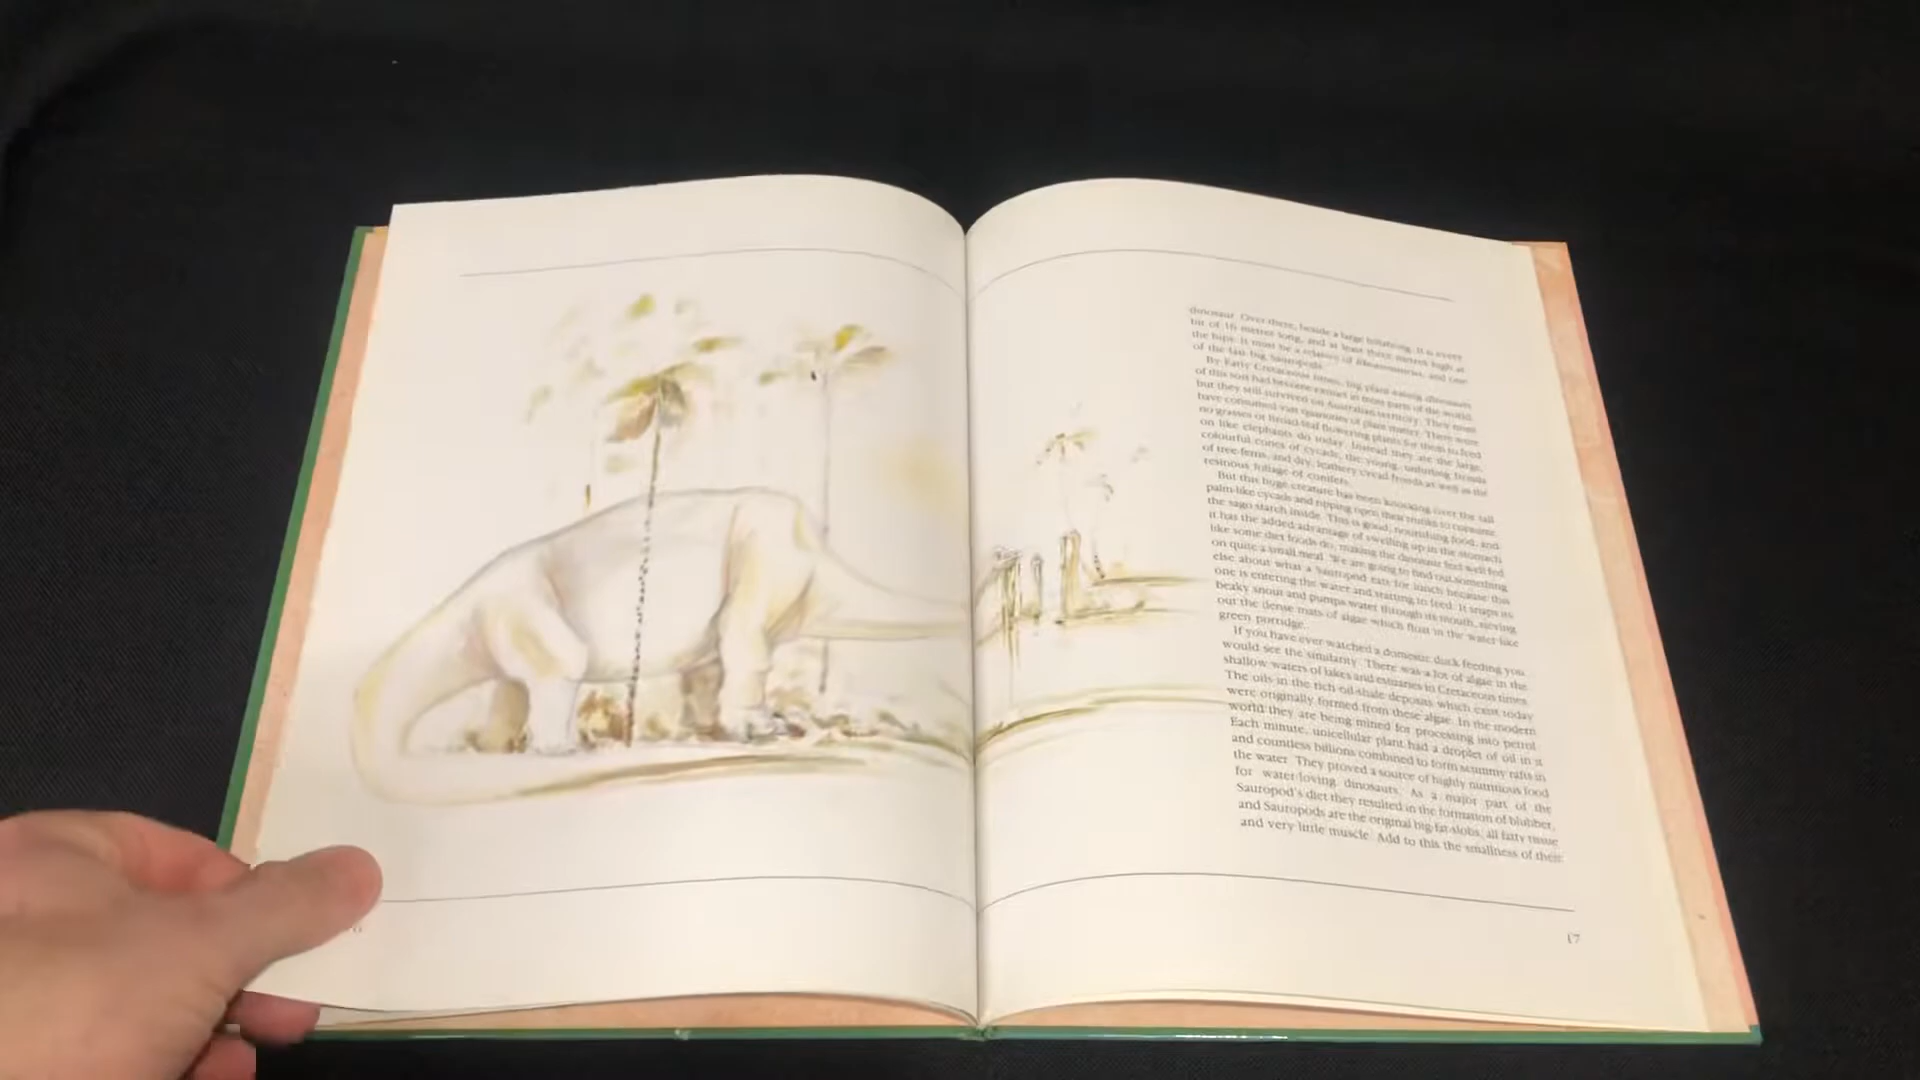 dinosaur. Over there, beside a large billabong. It is every
bit of 16 metres long, and at least three metres high at
the hips. It must be a relative of and one
of the last big Sauropods.
By Early Cretaceous times, big plant-eating dinosaurs
of this sort had become extinct in most parts of the world,
but they still survived on Australian territory. They must
have consumed vast quantities of plant matter. There were
no grasses or broad-leaf flowering plants for them to feed
on like elephants do today. Instead they ate the large,
colourful cones of cycads, the young, unfurling fronds
of tree-ferns, and dry, leathery cycad fronds as well as the
resinous foliage of conifers.
But this huge creature has been knocking over the tall
palm-like cycads and ripping open their trunks to consume
the sago starch inside. This is good, nourishing food, and
it has the added advantage of swelling up in the stomach
like some diet foods do, making the dinosaur feel well fed
on quite a small meal. We are going to find out something
else about what a Sauropod eats for lunch because this
one is entering the water and starting to feed. It snaps its
beaky snout and pumps water through its mouth, sieving
out the dense mats of algae which float in the water like
green porridge.
If you have ever watched a domestic duck feeding you
would see the similarity. There was a lot of algae in the
shallow waters of lakes and estuaries in Cretaceous times.
The oils in the rich oil-shale deposits which exist today
were originally formed from these algae. In the modern
world they are being mined for processing into petrol.
Each minute, unicellular plant had a droplet of oil in it
and countless billions combined to form scummy rafts in
the water. They proved a source of highly nutritious food
for water-loving dinosaurs. As a major part of the
Sauropod's diet they resulted in the formation of blubber,
and Sauropods are the original big-fat-slobs, all fatty tissue
and very little muscle. Add to this the smallness of their
17